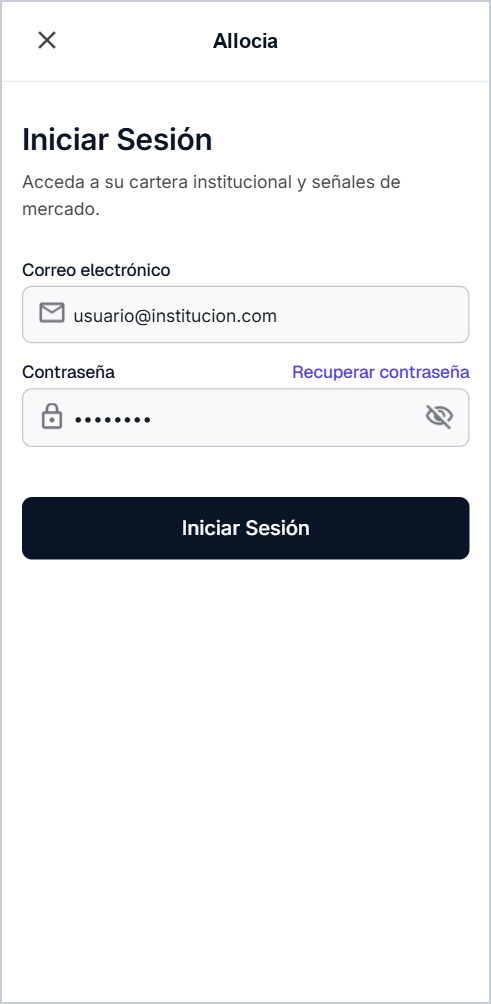 Allocia
Iniciar Sesión
Acceda a su cartera institucional y señales de
mercado.
Correo electrónico
usuario@institucion.com
Contraseña
Recuperar contraseña
••••••••
Iniciar Sesión